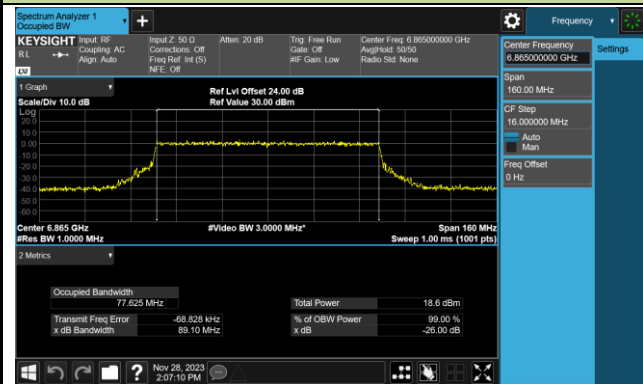 Spectrum Analyzer 1
Occupied BW
Frequency
KEYSIGHT
RL
LXI
Input: RF
Coupling: AC
Align: Auto
Input Z: 50 Ω
Corrections: Off
Freq Ref: Int (S)
NFE: Off
Atten: 20 dB
Trig: Free Run
Gate: Off
#IF Gain: Low
Center Freq: 6.865000000 GHz
Avg|Hold: 50/50
Radio Std: None
Center Frequency
6.865000000 GHz
Settings
Span
160.00 MHz
CF Step
16.000000 MHz
Auto
Man
Freq Offset
0 Hz
1 Graph
Scale/Div 10.0 dB
Ref Lvl Offset 24.00 dB
Ref Value 30.00 dBm
Log
20.0
10.0
0.00
-10.0
-20.0
-30.0
-40.0
-50.0
-60.0
Center 6.865 GHz
#Res BW 1.0000 MHz
#Video BW 3.0000 MHz*
Span 160 MHz
Sweep 1.00 ms (1001 pts)
2 Metrics
Occupied Bandwidth
77.625 MHz
Total Power 18.6 dBm
Transmit Freq Error -68.828 kHz
% of OBW Power 99.00 %
x dB Bandwidth 89.10 MHz
x dB -26.00 dB
?
Nov 28, 2023
2:07:10 PM